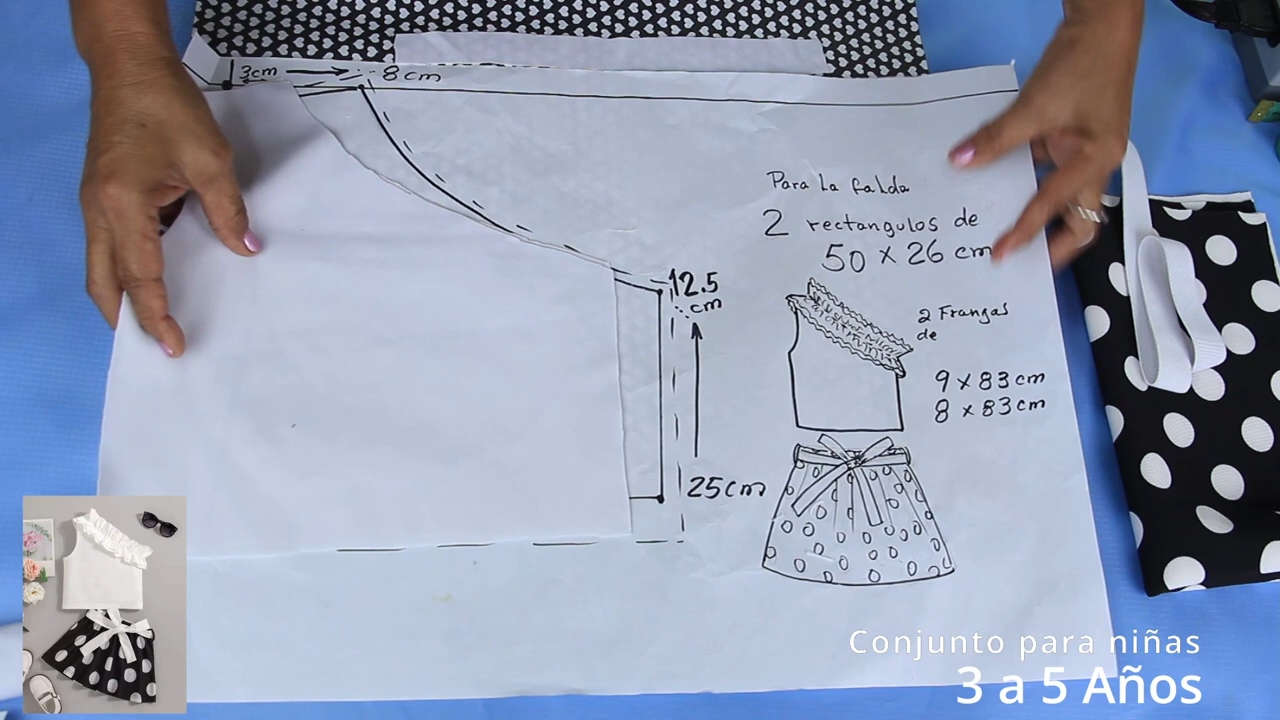 3cm
8cm
Para La falda
2 rectangulos de
50 X 26 cm
12.5
cm
2 Franjas
de
9 x 83 cm
8 x 83 cm
25cm
Conjunto para niñas
3 a 5 Años